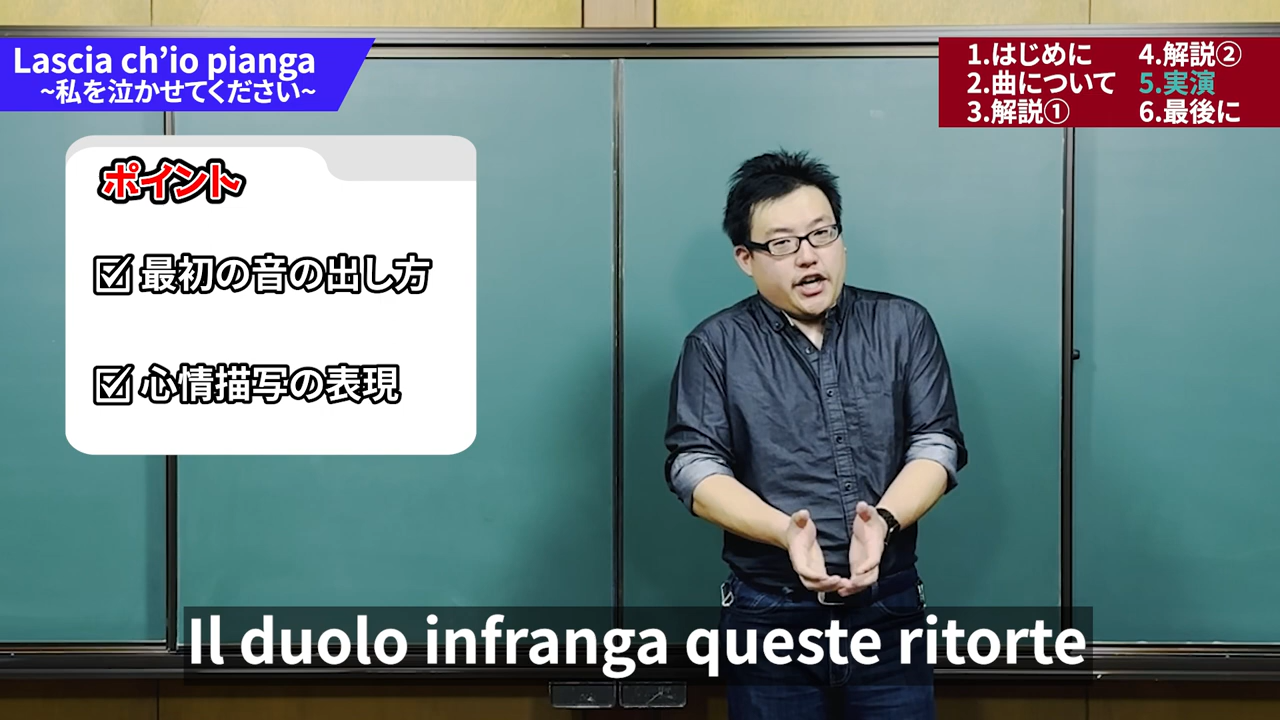 Lascia ch’io pianga
~私を泣かせてください~
1.はじめに
2.曲について
3.解説①
4.解説②
5.実演
6.最後に
ポイント
☑最初の音の出し方
☑心情描写の表現
Il duolo infranga queste ritorte